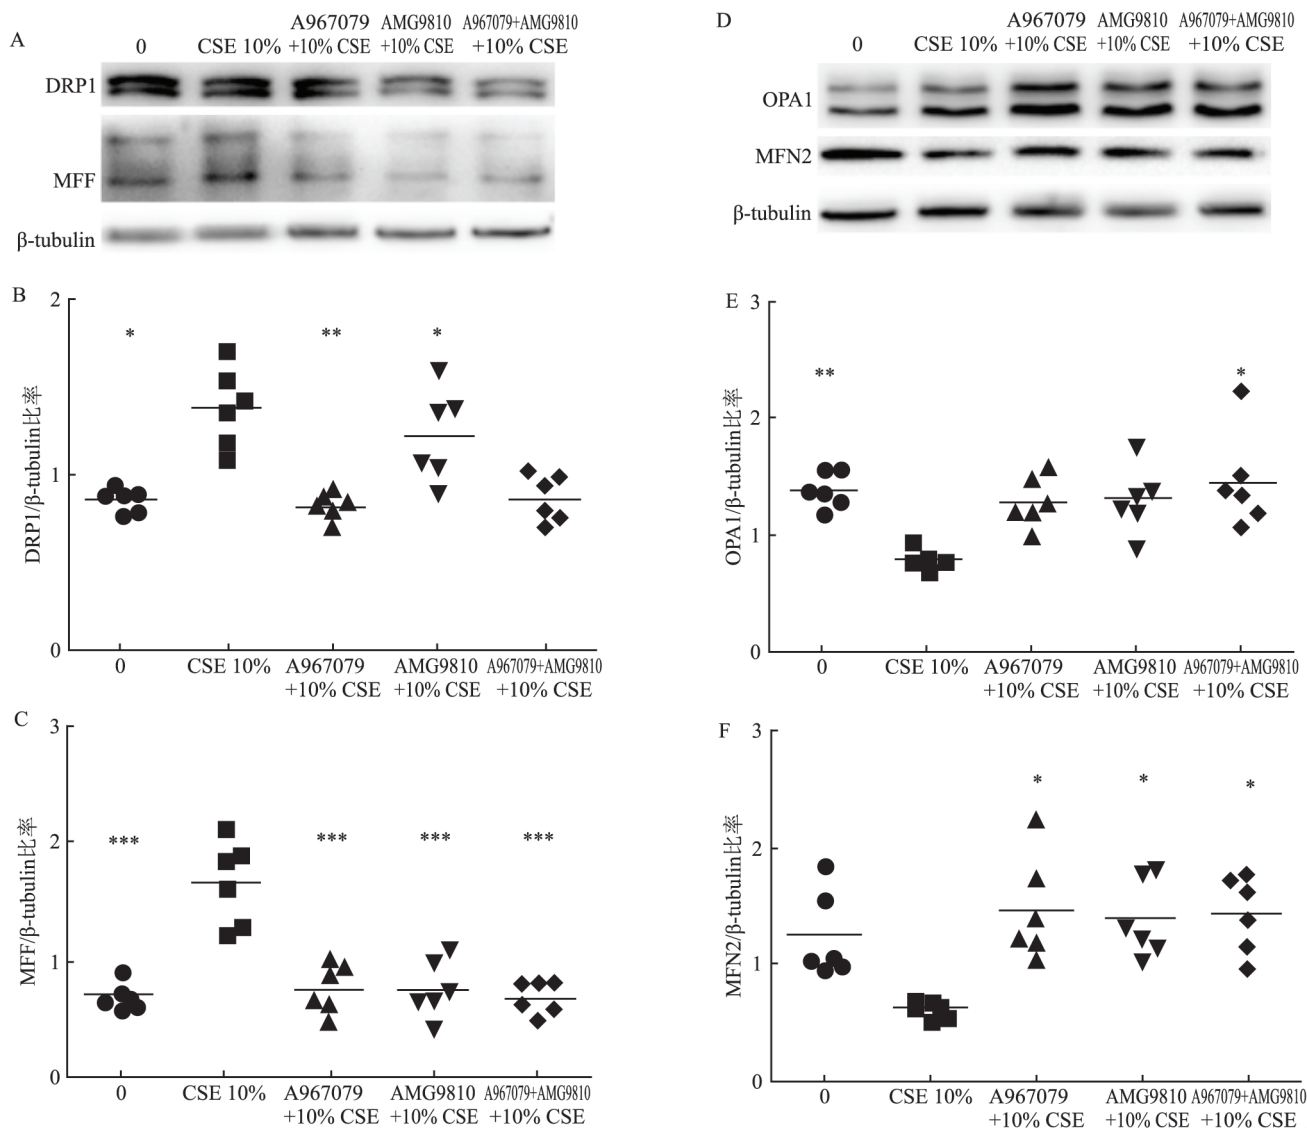 A
0
CSE 10%
A967079
+10% CSE
AMG9810
+10% CSE
A967079+AMG9810
+10% CSE
DRP1
MFF
β-tubulin
B
DRP1/β-tubulin比率
2
1
0
*
**
*
0
CSE 10%
A967079
+10% CSE
AMG9810
+10% CSE
A967079+AMG9810
+10% CSE
C
MFF/β-tubulin比率
3
2
1
0
***
***
***
***
0
CSE 10%
A967079
+10% CSE
AMG9810
+10% CSE
A967079+AMG9810
+10% CSE
D
0
CSE 10%
A967079
+10% CSE
AMG9810
+10% CSE
A967079+AMG9810
+10% CSE
OPA1
MFN2
β-tubulin
E
OPA1/β-tubulin比率
3
2
1
0
**
*
0
CSE 10%
A967079
+10% CSE
AMG9810
+10% CSE
A967079+AMG9810
+10% CSE
F
MFN2/β-tubulin比率
3
2
1
0
*
*
*
0
CSE 10%
A967079
+10% CSE
AMG9810
+10% CSE
A967079+AMG9810
+10% CSE